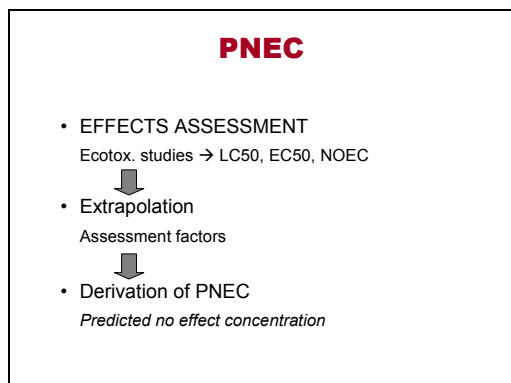 PNEC
• EFFECTS ASSESSMENT
Ecotox. studies → LC50, EC50, NOEC
• Extrapolation
Assessment factors
• Derivation of PNEC
Predicted no effect concentration